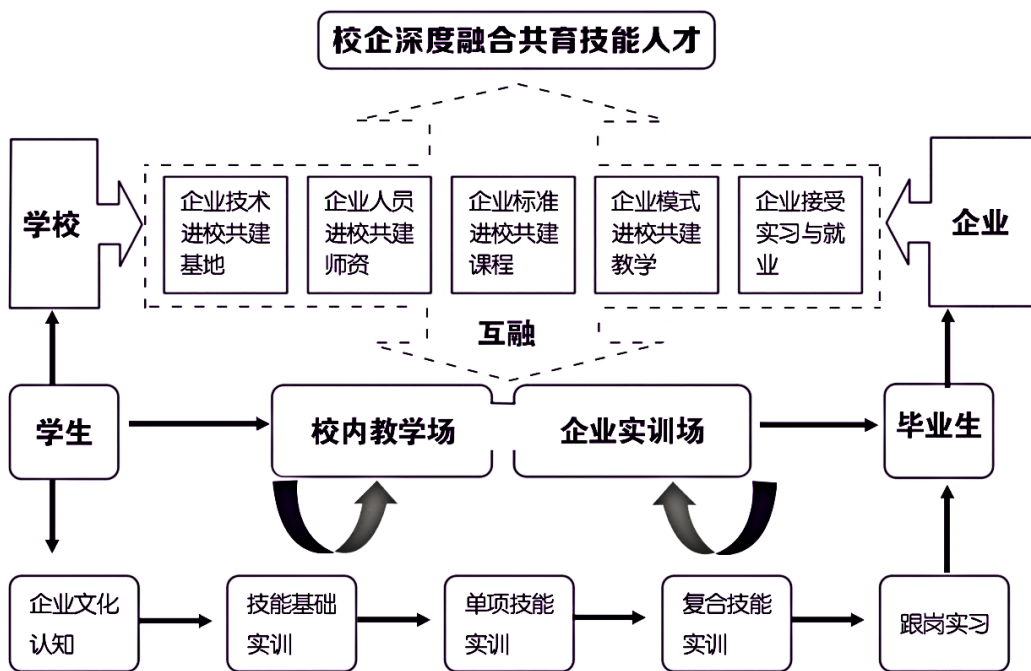 校企深度融合共育技能人才
学校
企业技术
进校共建
基地
企业人员
进校共建
师资
企业标准
进校共建
课程
企业模式
进校共建
教学
企业接受
实习与就
业
企业
互融
学生
校内教学场
企业实训场
毕业生
企业文化
认知
技能基础
实训
单项技能
实训
复合技能
实训
跟岗实习